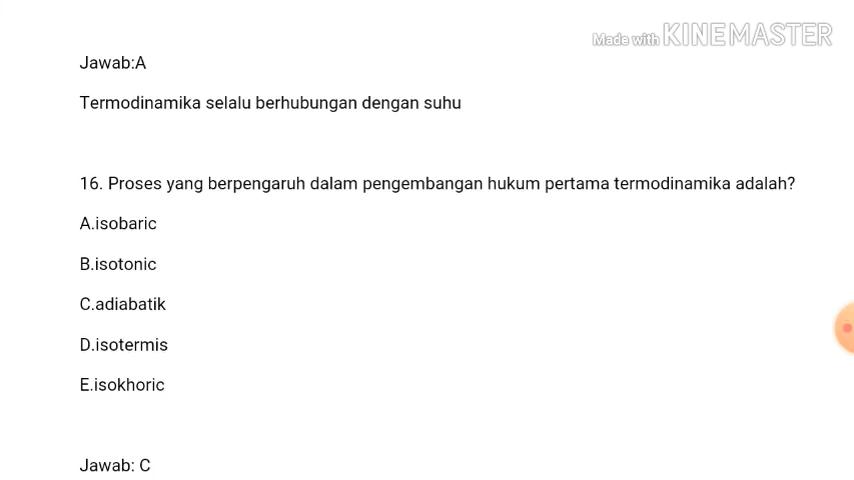 Made with KINEMASTER
Jawab:A
Termodinamika selalu berhubungan dengan suhu
16. Proses yang berpengaruh dalam pengembangan hukum pertama termodinamika adalah?
A.isobaric
B.isotonic
C.adiabatik
D.isotermis
E.isokhoric
Jawab: C